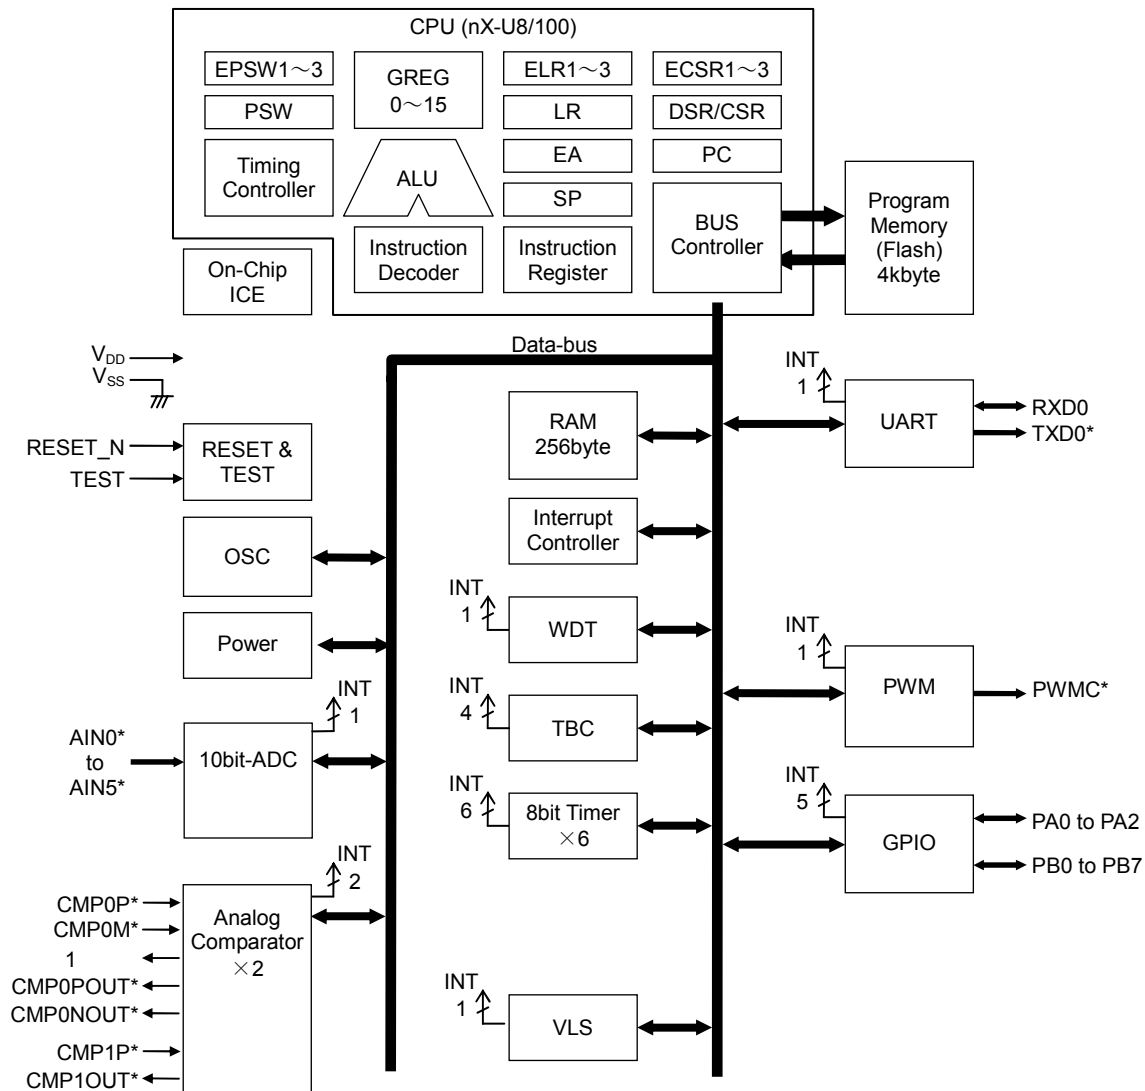 CPU (nX-U8/100)
EPSW1～3
GREG
0～15
ELR1～3
ECSR1～3
PSW
LR
DSR/CSR
Timing
Controller
ALU
EA
PC
SP
BUS
Controller
Program
Memory
(Flash)
4kbyte
Instruction
Decoder
Instruction
Register
On-Chip
ICE
VDD
VSS
Data-bus
RESET_N
TEST
RESET &
TEST
RAM
256byte
INT
1
UART
RXD0
TXD0*
OSC
Interrupt
Controller
Power
INT
1
WDT
INT
1
PWM
PWMC*
AIN0*
to
AIN5*
10bit-ADC
INT
1
INT
4
TBC
INT
6
8bit Timer
×6
INT
5
GPIO
PA0 to PA2
PB0 to PB7
CMP0P*
CMP0M*
1
CMP0POUT*
CMP0NOUT*
CMP1P*
CMP1OUT*
Analog
Comparator
×2
INT
2
INT
1
VLS